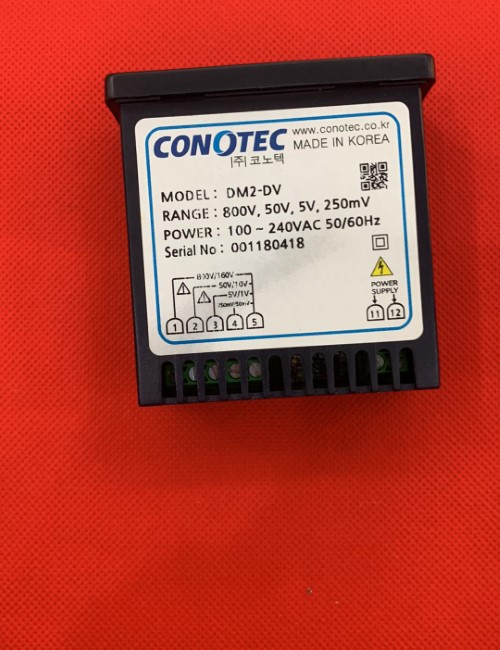 CONOTEC www.conotec.co.kr
(주)코노텍 MADE IN KOREA
MODEL : DM2-DV
RANGE : 800V, 50V, 5V, 250mV
POWER : 100 ~ 240VAC 50/60Hz
Serial No : 001180418
800V/160V
50V/10V
5V/1V
250mV/50mV
POWER
SUPPLY
1 2 3 4 5 11 12